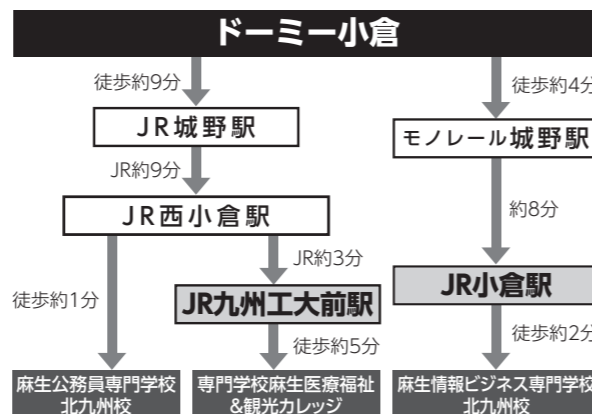 ドーミー小倉
徒歩約9分
徒歩約4分
JR城野駅
モノレール城野駅
JR約9分
JR西小倉駅
約8分
JR約3分
徒歩約1分
JR九州工大前駅
JR小倉駅
徒歩約5分
徒歩約2分
麻生公務員専門学校
北九州校
専門学校麻生医療福祉
&観光カレッジ
麻生情報ビジネス専門学校
北九州校